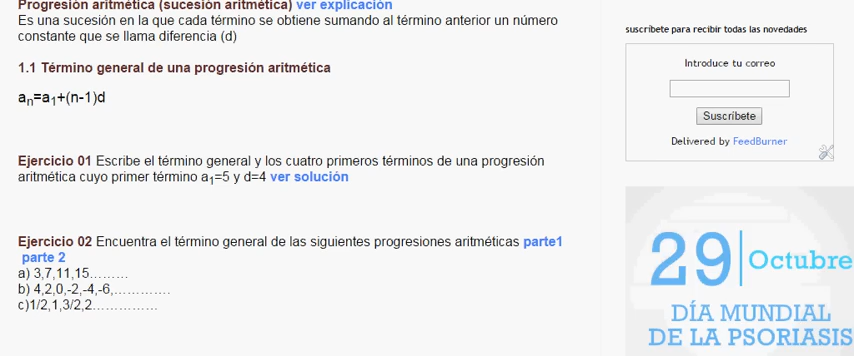 Progresión aritmética (sucesión aritmética) ver explicación
Es una sucesión en la que cada término se obtiene sumando al término anterior un número
constante que se llama diferencia (d)
1.1 Término general de una progresión aritmética
an=a1+(n-1)d
Ejercicio 01 Escribe el término general y los cuatro primeros términos de una progresión
aritmética cuyo primer término a1=5 y d=4 ver solución
Ejercicio 02 Encuentra el término general de las siguientes progresiones aritméticas parte1
parte 2
a) 3,7,11,15………
b) 4,2,0,-2,-4,-6,………….
c)1/2,1,3/2,2……………
suscríbete para recibir todas las novedades
Introduce tu correo
Suscríbete
Delivered by FeedBurner
29 Octubre
DÍA MUNDIAL
DE LA PSORIASIS